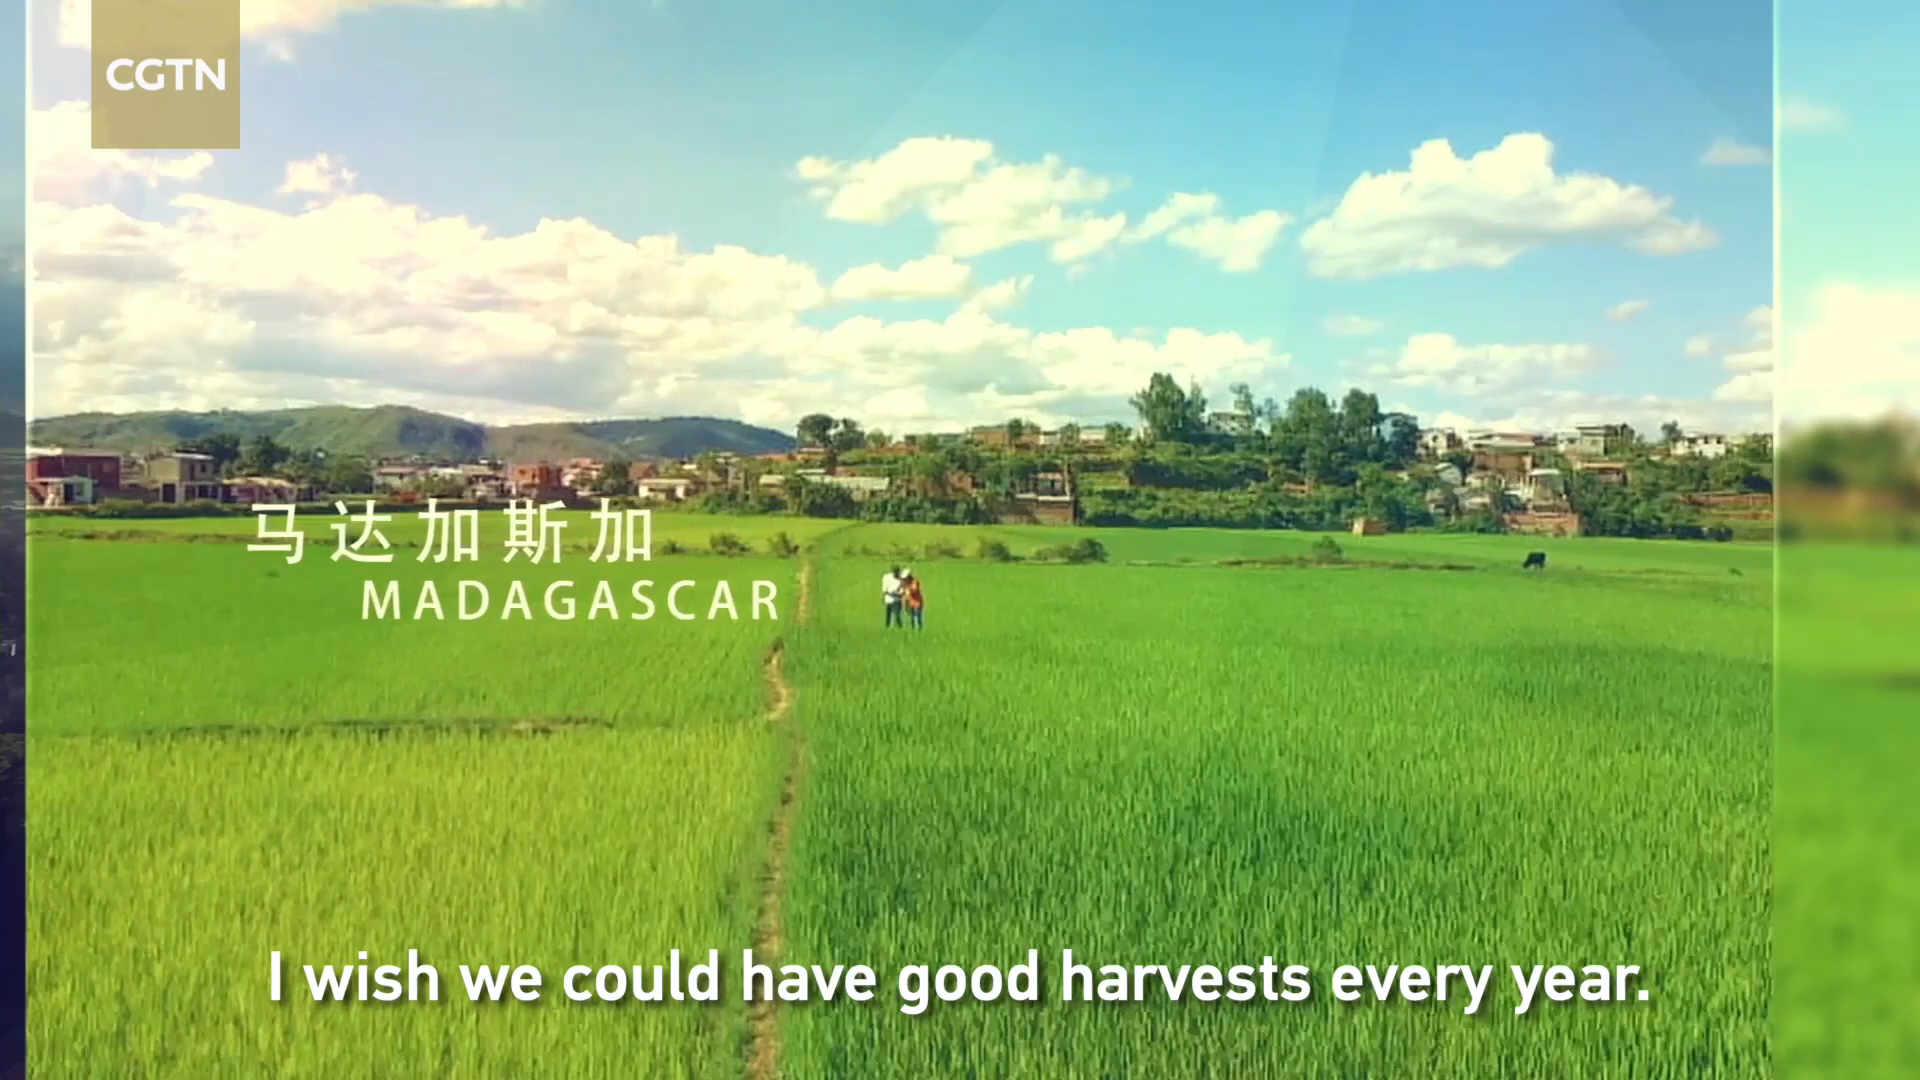 CGTN
马达加斯加
MADAGASCAR
I wish we could have good harvests every year.